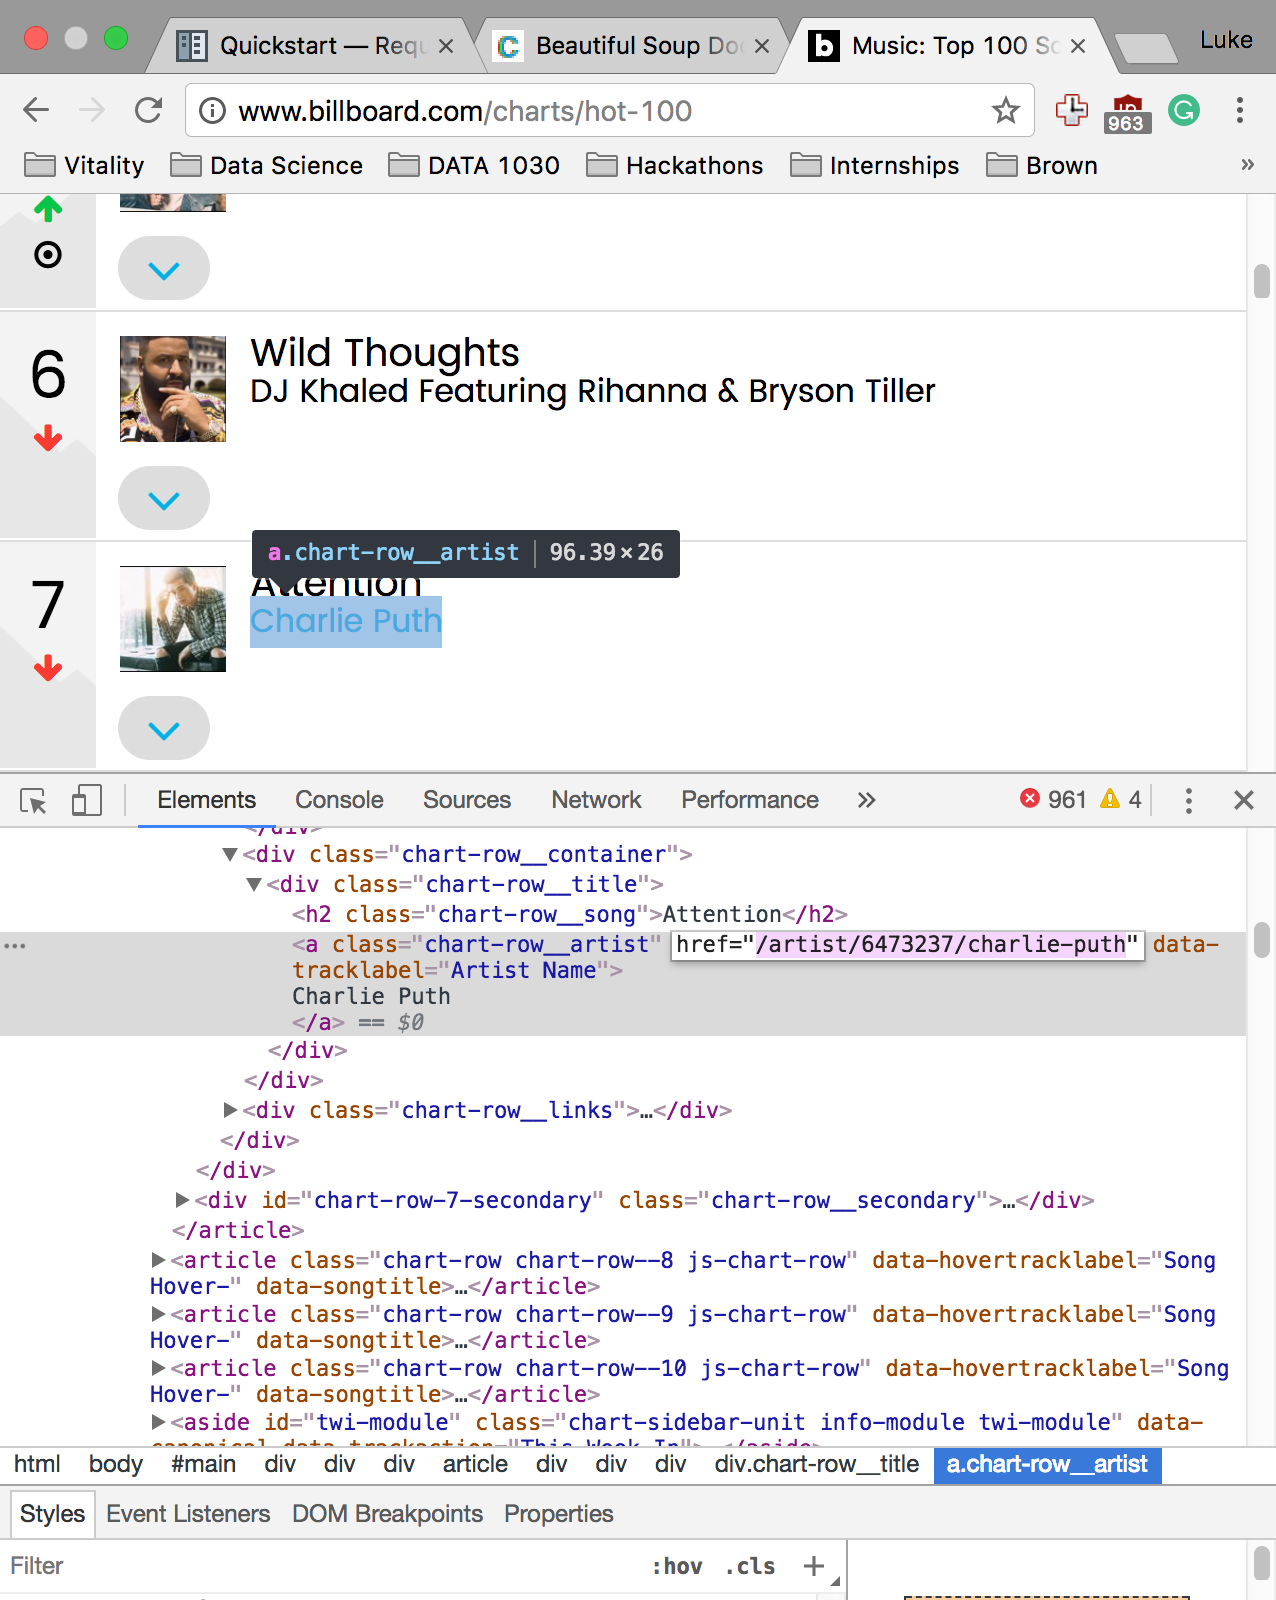 Quickstart — Requ
Beautiful Soup Doc
Music: Top 100 So
Luke
www.billboard.com/charts/hot-100
963
Vitality
Data Science
DATA 1030
Hackathons
Internships
Brown
»
6
Wild Thoughts
DJ Khaled Featuring Rihanna & Bryson Tiller
a.chart-row__artist | 96.39 × 26
7
Attention
Charlie Puth
Elements Console Sources Network Performance » 961 4
</div>
<div class="chart-row__container">
<div class="chart-row__title">
<h2 class="chart-row__song">Attention</h2>
<a class="chart-row__artist" href="/artist/6473237/charlie-puth" data-
tracklabel="Artist Name">
Charlie Puth
</a> == $0
</div>
</div>
<div class="chart-row__links">…</div>
</div>
</div>
<div id="chart-row-7-secondary" class="chart-row__secondary">…</div>
</article>
<article class="chart-row chart-row--8 js-chart-row" data-hovertracklabel="Song
Hover-" data-songtitle>…</article>
<article class="chart-row chart-row--9 js-chart-row" data-hovertracklabel="Song
Hover-" data-songtitle>…</article>
<article class="chart-row chart-row--10 js-chart-row" data-hovertracklabel="Song
Hover-" data-songtitle>…</article>
<aside id="twi-module" class="chart-sidebar-unit info-module twi-module" data-
canonical data-trackaction="This Week In">…</aside>
html body #main div div div article div div div div.chart-row__title a.chart-row__artist
Styles Event Listeners DOM Breakpoints Properties
Filter :hov .cls +